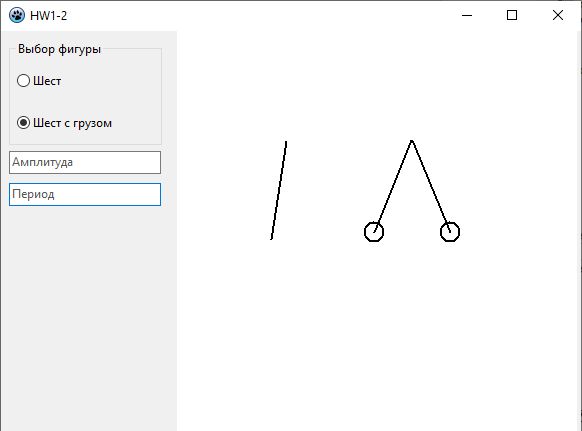 HW1-2
Выбор фигуры
Шест
Шест с грузом
Амплитуда
Период